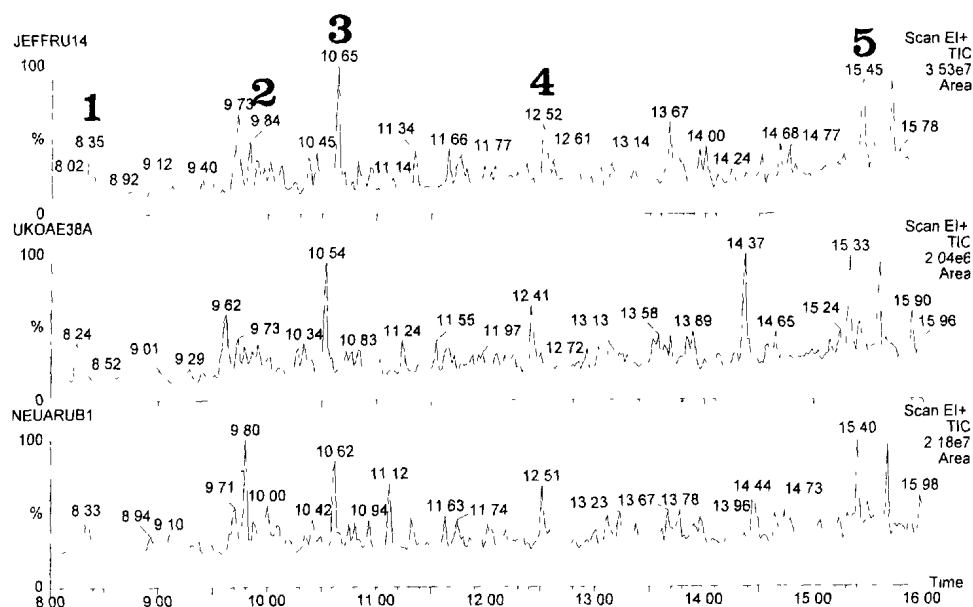 JEFFRU14
100
%
0
1 2 3 4 5
8 02 8 35 8 92 9 12 9 40 9 73 9 84 10 45 10 65 11 14 11 34 11 66 11 77 12 52 12 61 13 14 13 67 14 00 14 24 14 68 14 77 15 45 15 78
Scan EI+
TIC
3 53e7
Area
UKOAE38A
100
%
0
8 24 8 52 9 01 9 29 9 62 9 73 10 34 10 54 10 83 11 24 11 55 11 97 12 41 12 72 13 13 13 58 13 89 14 37 14 65 15 24 15 33 15 90 15 96
Scan EI+
TIC
2 04e6
Area
NEUARUB1
100
%
0
8 33 8 94 9 10 9 71 9 80 10 00 10 42 10 62 10 94 11 12 11 63 11 74 12 51 13 23 13 67 13 78 13 96 14 44 14 73 15 40 15 98
Scan EI+
TIC
2 18e7
Area
Time
8 00 9 00 10 00 11 00 12 00 13 00 14 00 15 00 16 00